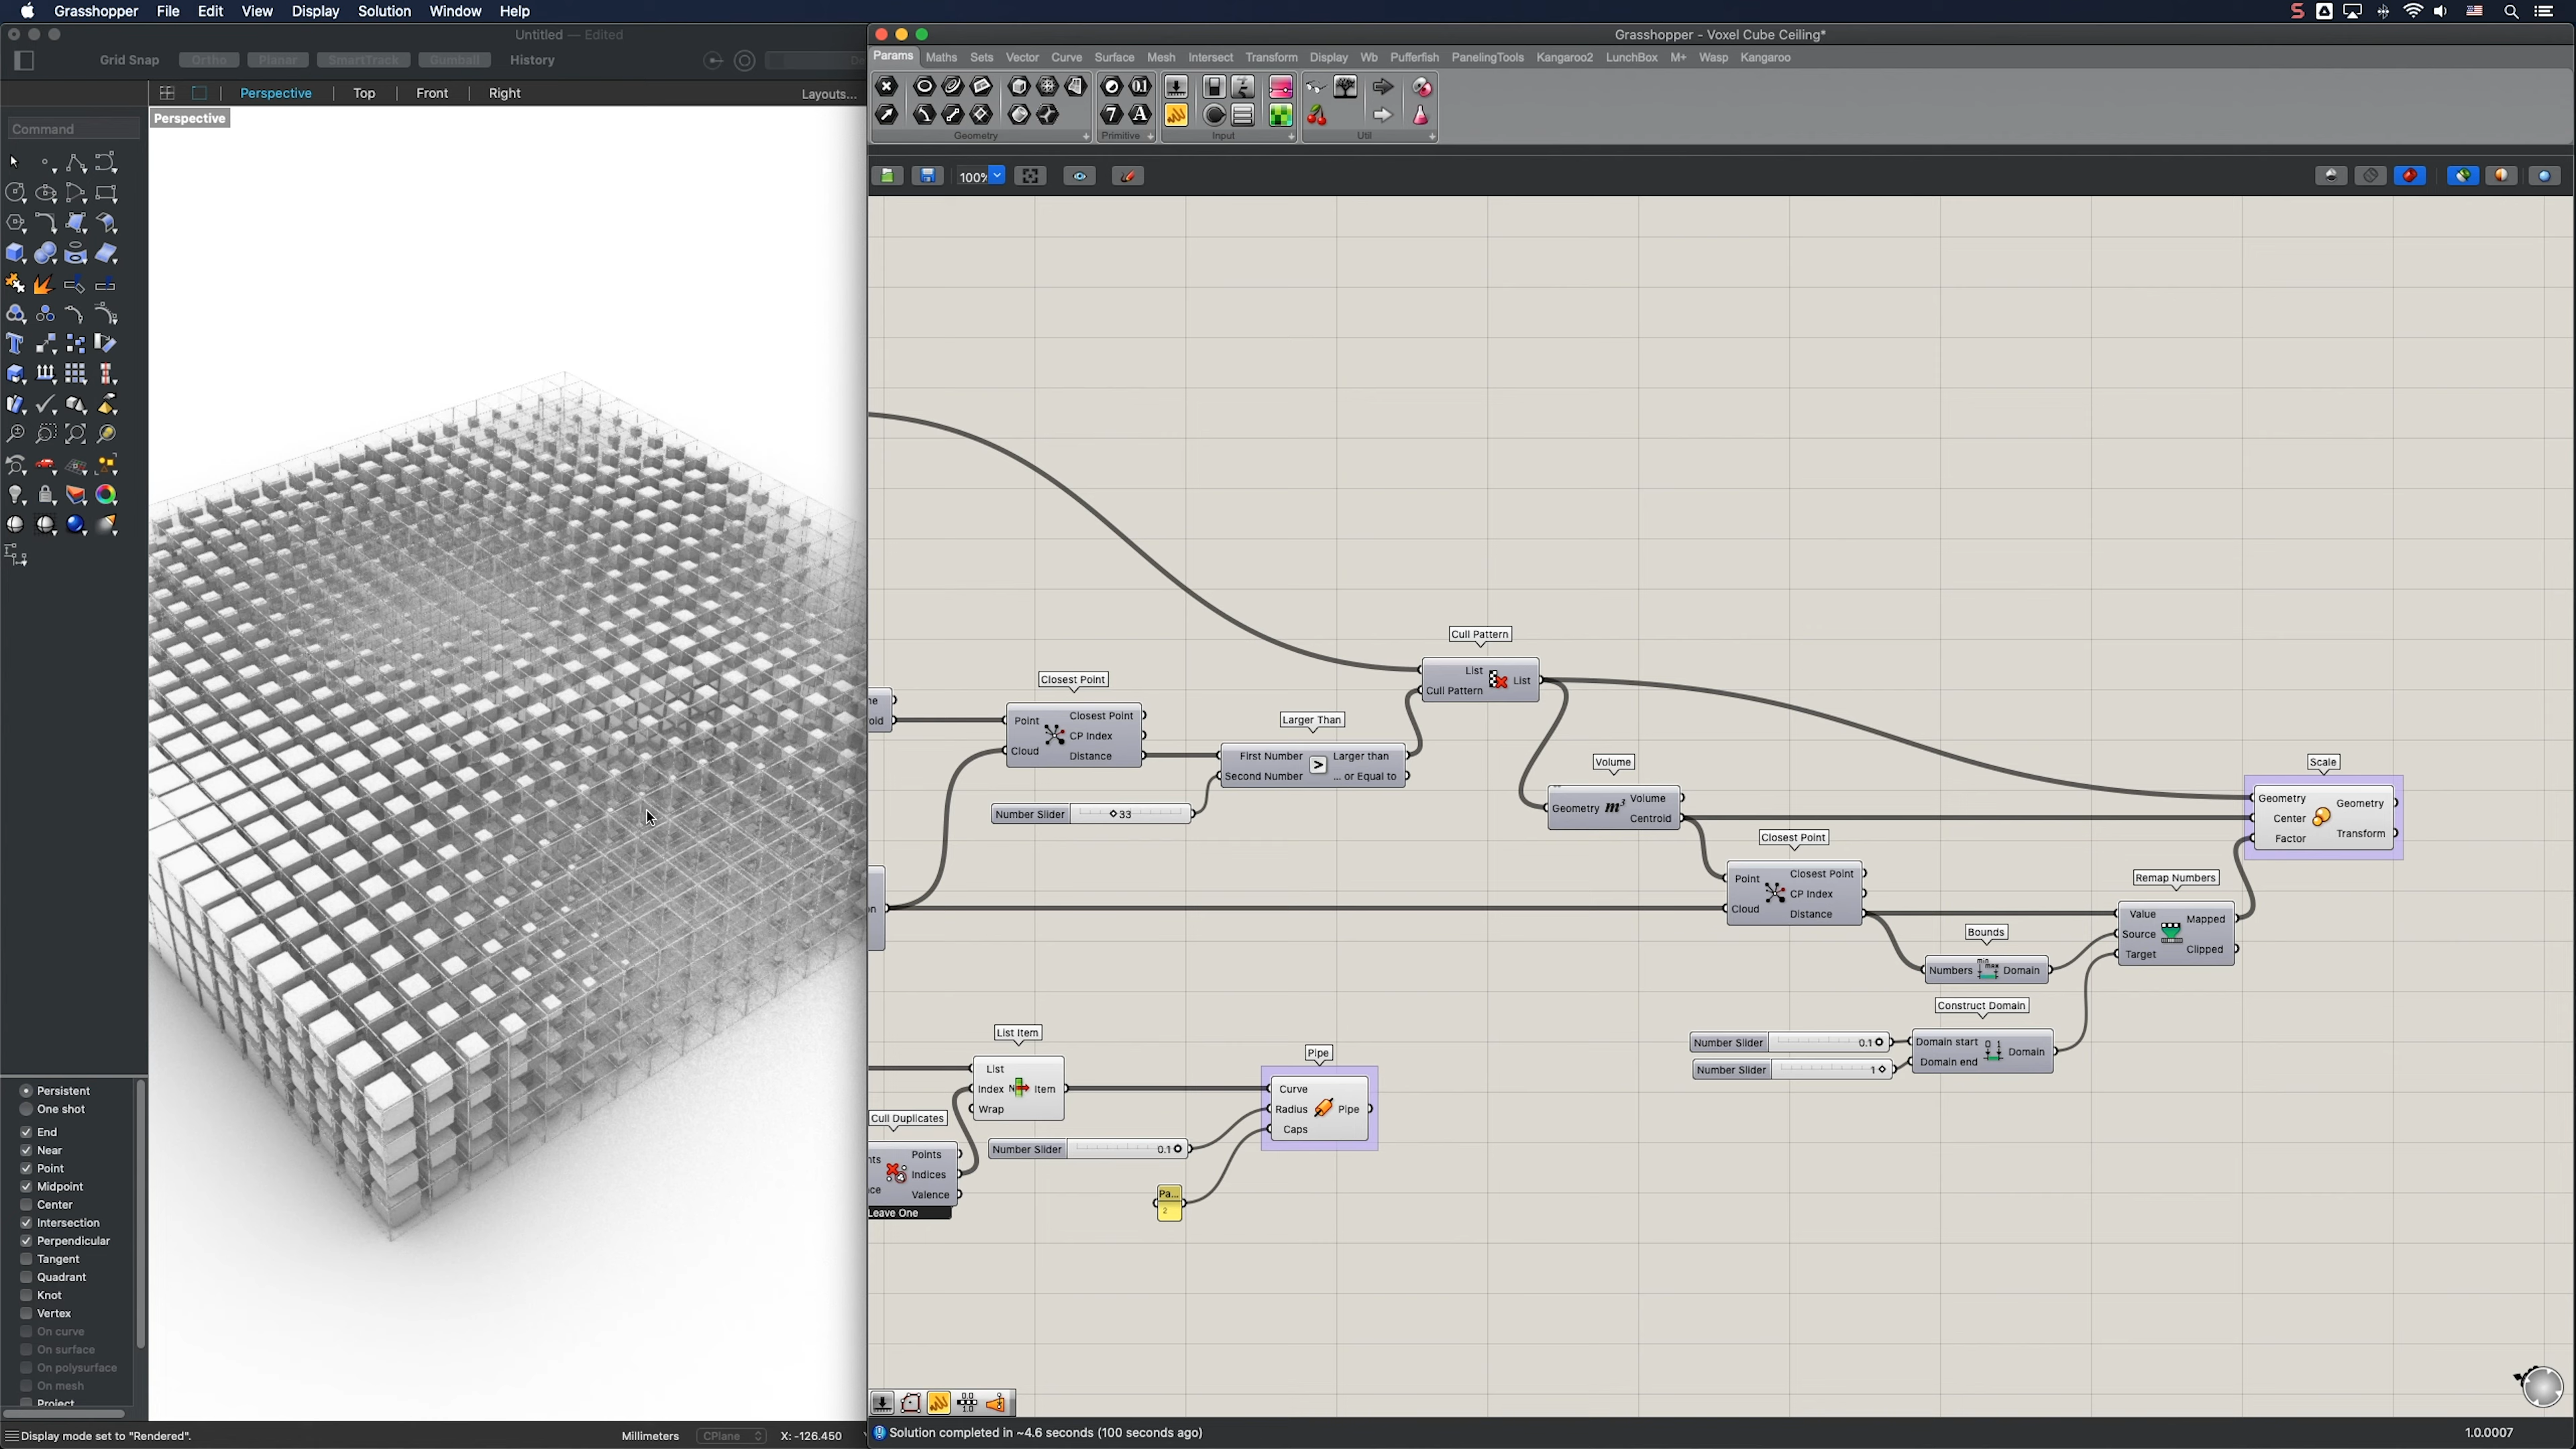 Grasshopper File Edit View Display Solution Window Help
Untitled — Edited
Grasshopper - Voxel Cube Ceiling*
Grid Snap Ortho Planar SmartTrack Gumball History
Params Maths Sets Vector Curve Surface Mesh Intersect Transform Display Wb Pufferfish PanelingTools Kangaroo2 LunchBox M+ Wasp Kangaroo
Perspective Top Front Right Layouts...
Perspective
Command
Geometry Primitive Input Util
100%
Cull Pattern
List
Cull Pattern
List
Closest Point
Point
Cloud
Closest Point
CP Index
Distance
Larger Than
First Number
Second Number
Larger than
... or Equal to
Number Slider 33
Volume
Geometry
Volume
Centroid
Scale
Geometry
Center
Factor
Geometry
Transform
Closest Point
Point
Cloud
Closest Point
CP Index
Distance
Remap Numbers
Value
Source
Target
Mapped
Clipped
Bounds
Numbers Domain
Construct Domain
Number Slider 0.1
Number Slider 1
Domain start
Domain end
Domain
List Item
List
Index
Wrap
Item
Pipe
Curve
Radius
Caps
Pipe
Cull Duplicates
Points
Indices
Valence
Leave One
Number Slider 0.1
Pa...
2
Persistent
One shot
End
Near
Point
Midpoint
Center
Intersection
Perpendicular
Tangent
Quadrant
Knot
Vertex
On curve
On surface
On polysurface
On mesh
Project
Display mode set to "Rendered".
Millimeters CPlane X: -126.450
Solution completed in ~4.6 seconds (100 seconds ago)
1.0.0007